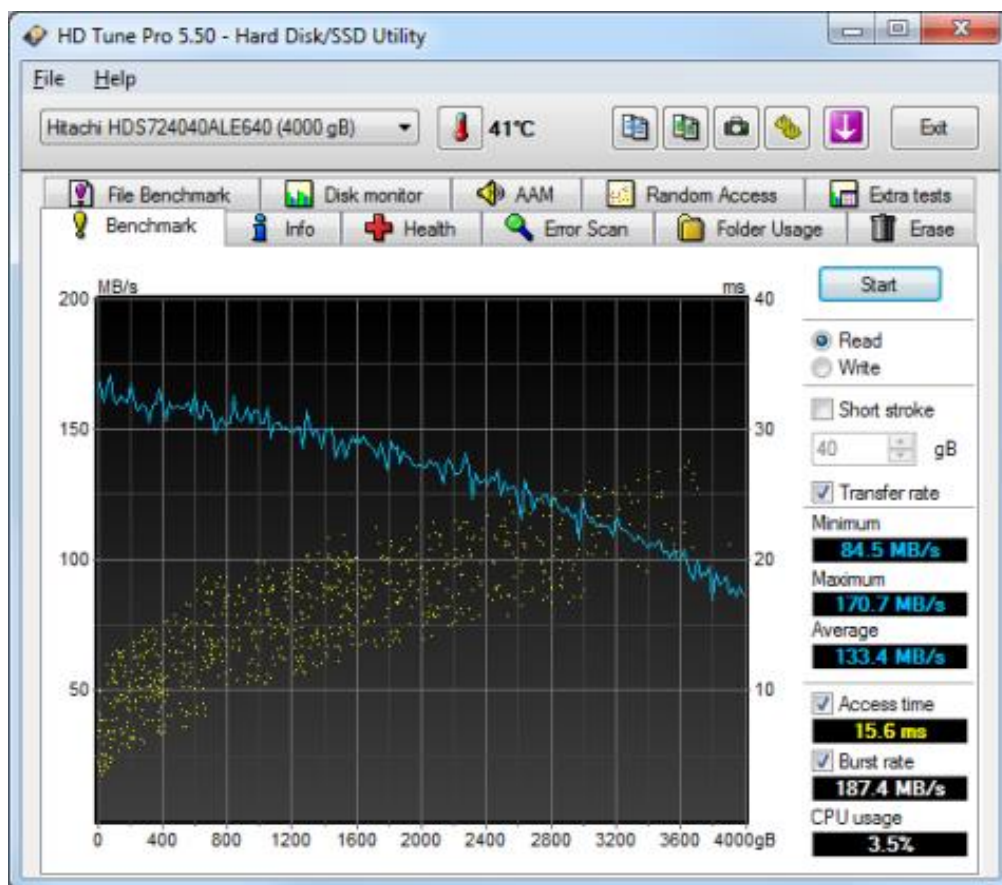 HD Tune Pro 5.50 - Hard Disk/SSD Utility
File Help
Hitachi HDS724040ALE640 (4000 gB) 41°C Exit
File Benchmark Disk monitor AAM Random Access Extra tests
Benchmark Info Health Error Scan Folder Usage Erase
MB/s ms
200 40
150 30
100 20
50 10
0 400 800 1200 1600 2000 2400 2800 3200 3600 4000gB
Start
Read
Write
Short stroke
40 gB
Transfer rate
Minimum
84.5 MB/s
Maximum
170.7 MB/s
Average
133.4 MB/s
Access time
15.6 ms
Burst rate
187.4 MB/s
CPU usage
3.5%